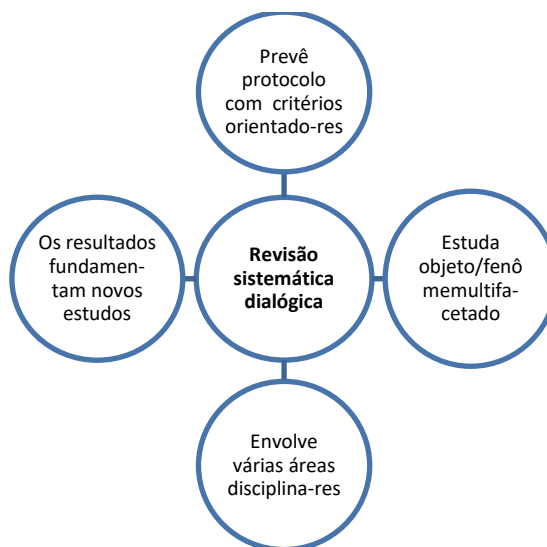 Prevê
protocolo
com critérios
orientado-res
Os resultados
fundamen-
tam novos
estudos
Revisão
sistemática
dialógica
Estuda
objeto/fenô
memultifa-
cetado
Envolve
várias áreas
disciplina-res